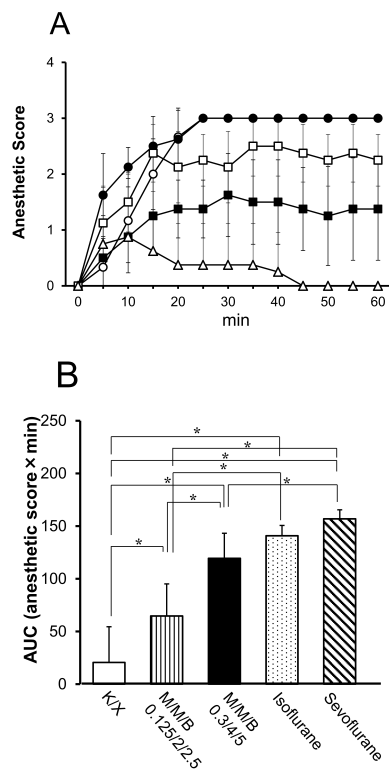 A
Anesthetic Score
4
3
2
1
0
0 10 20 30 40 50 60
min
B
AUC (anesthetic score × min)
250
200
150
100
50
0
*
*
*
*
* *
*
*
K/X
M/M/B
0.125/2/2.5
M/M/B
0.3/4/5
Isoflurane
Sevoflurane